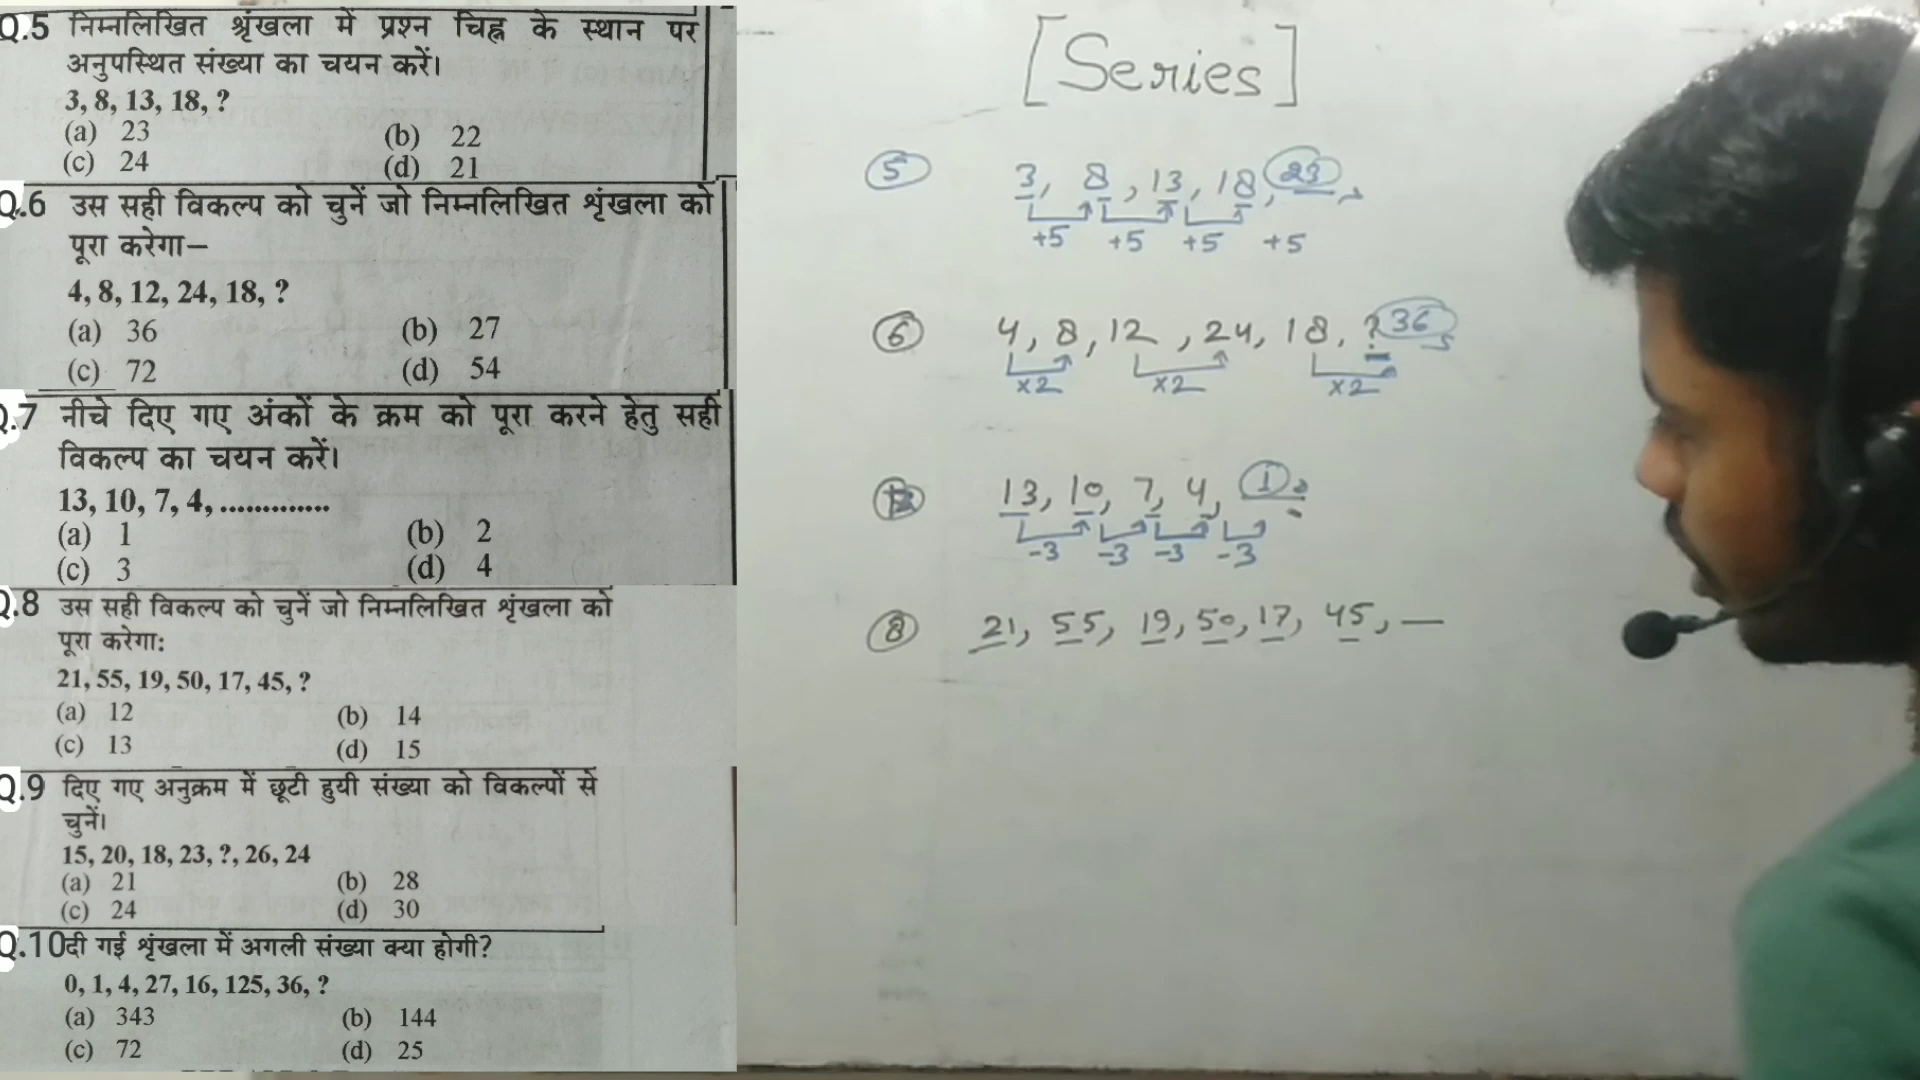 Q.5 निम्नलिखित श्रृंखला में प्रश्न चिह्न के स्थान पर
अनुपस्थित संख्या का चयन करें।
3, 8, 13, 18, ?
(a) 23 (b) 22
(c) 24 (d) 21
Q.6 उस सही विकल्प को चुनें जो निम्नलिखित शृंखला को
पूरा करेगा–
4, 8, 12, 24, 18, ?
(a) 36 (b) 27
(c) 72 (d) 54
Q.7 नीचे दिए गए अंकों के क्रम को पूरा करने हेतु सही
विकल्प का चयन करें।
13, 10, 7, 4, .............
(a) 1 (b) 2
(c) 3 (d) 4
Q.8 उस सही विकल्प को चुनें जो निम्नलिखित शृंखला को
पूरा करेगा:
21, 55, 19, 50, 17, 45, ?
(a) 12 (b) 14
(c) 13 (d) 15
Q.9 दिए गए अनुक्रम में छूटी हुयी संख्या को विकल्पों से
चुनें।
15, 20, 18, 23, ?, 26, 24
(a) 21 (b) 28
(c) 24 (d) 30
Q.10 दी गई शृंखला में अगली संख्या क्या होगी?
0, 1, 4, 27, 16, 125, 36, ?
(a) 343 (b) 144
(c) 72 (d) 25
[Series]
5 3, 8, 13, 18, 23,
+5 +5 +5 +5
6 4, 8, 12, 24, 18, ? 36
×2 ×2 ×2
13, 10, 7, 4, 1
-3 -3 -3 -3
8 21, 55, 19, 50, 17, 45, —